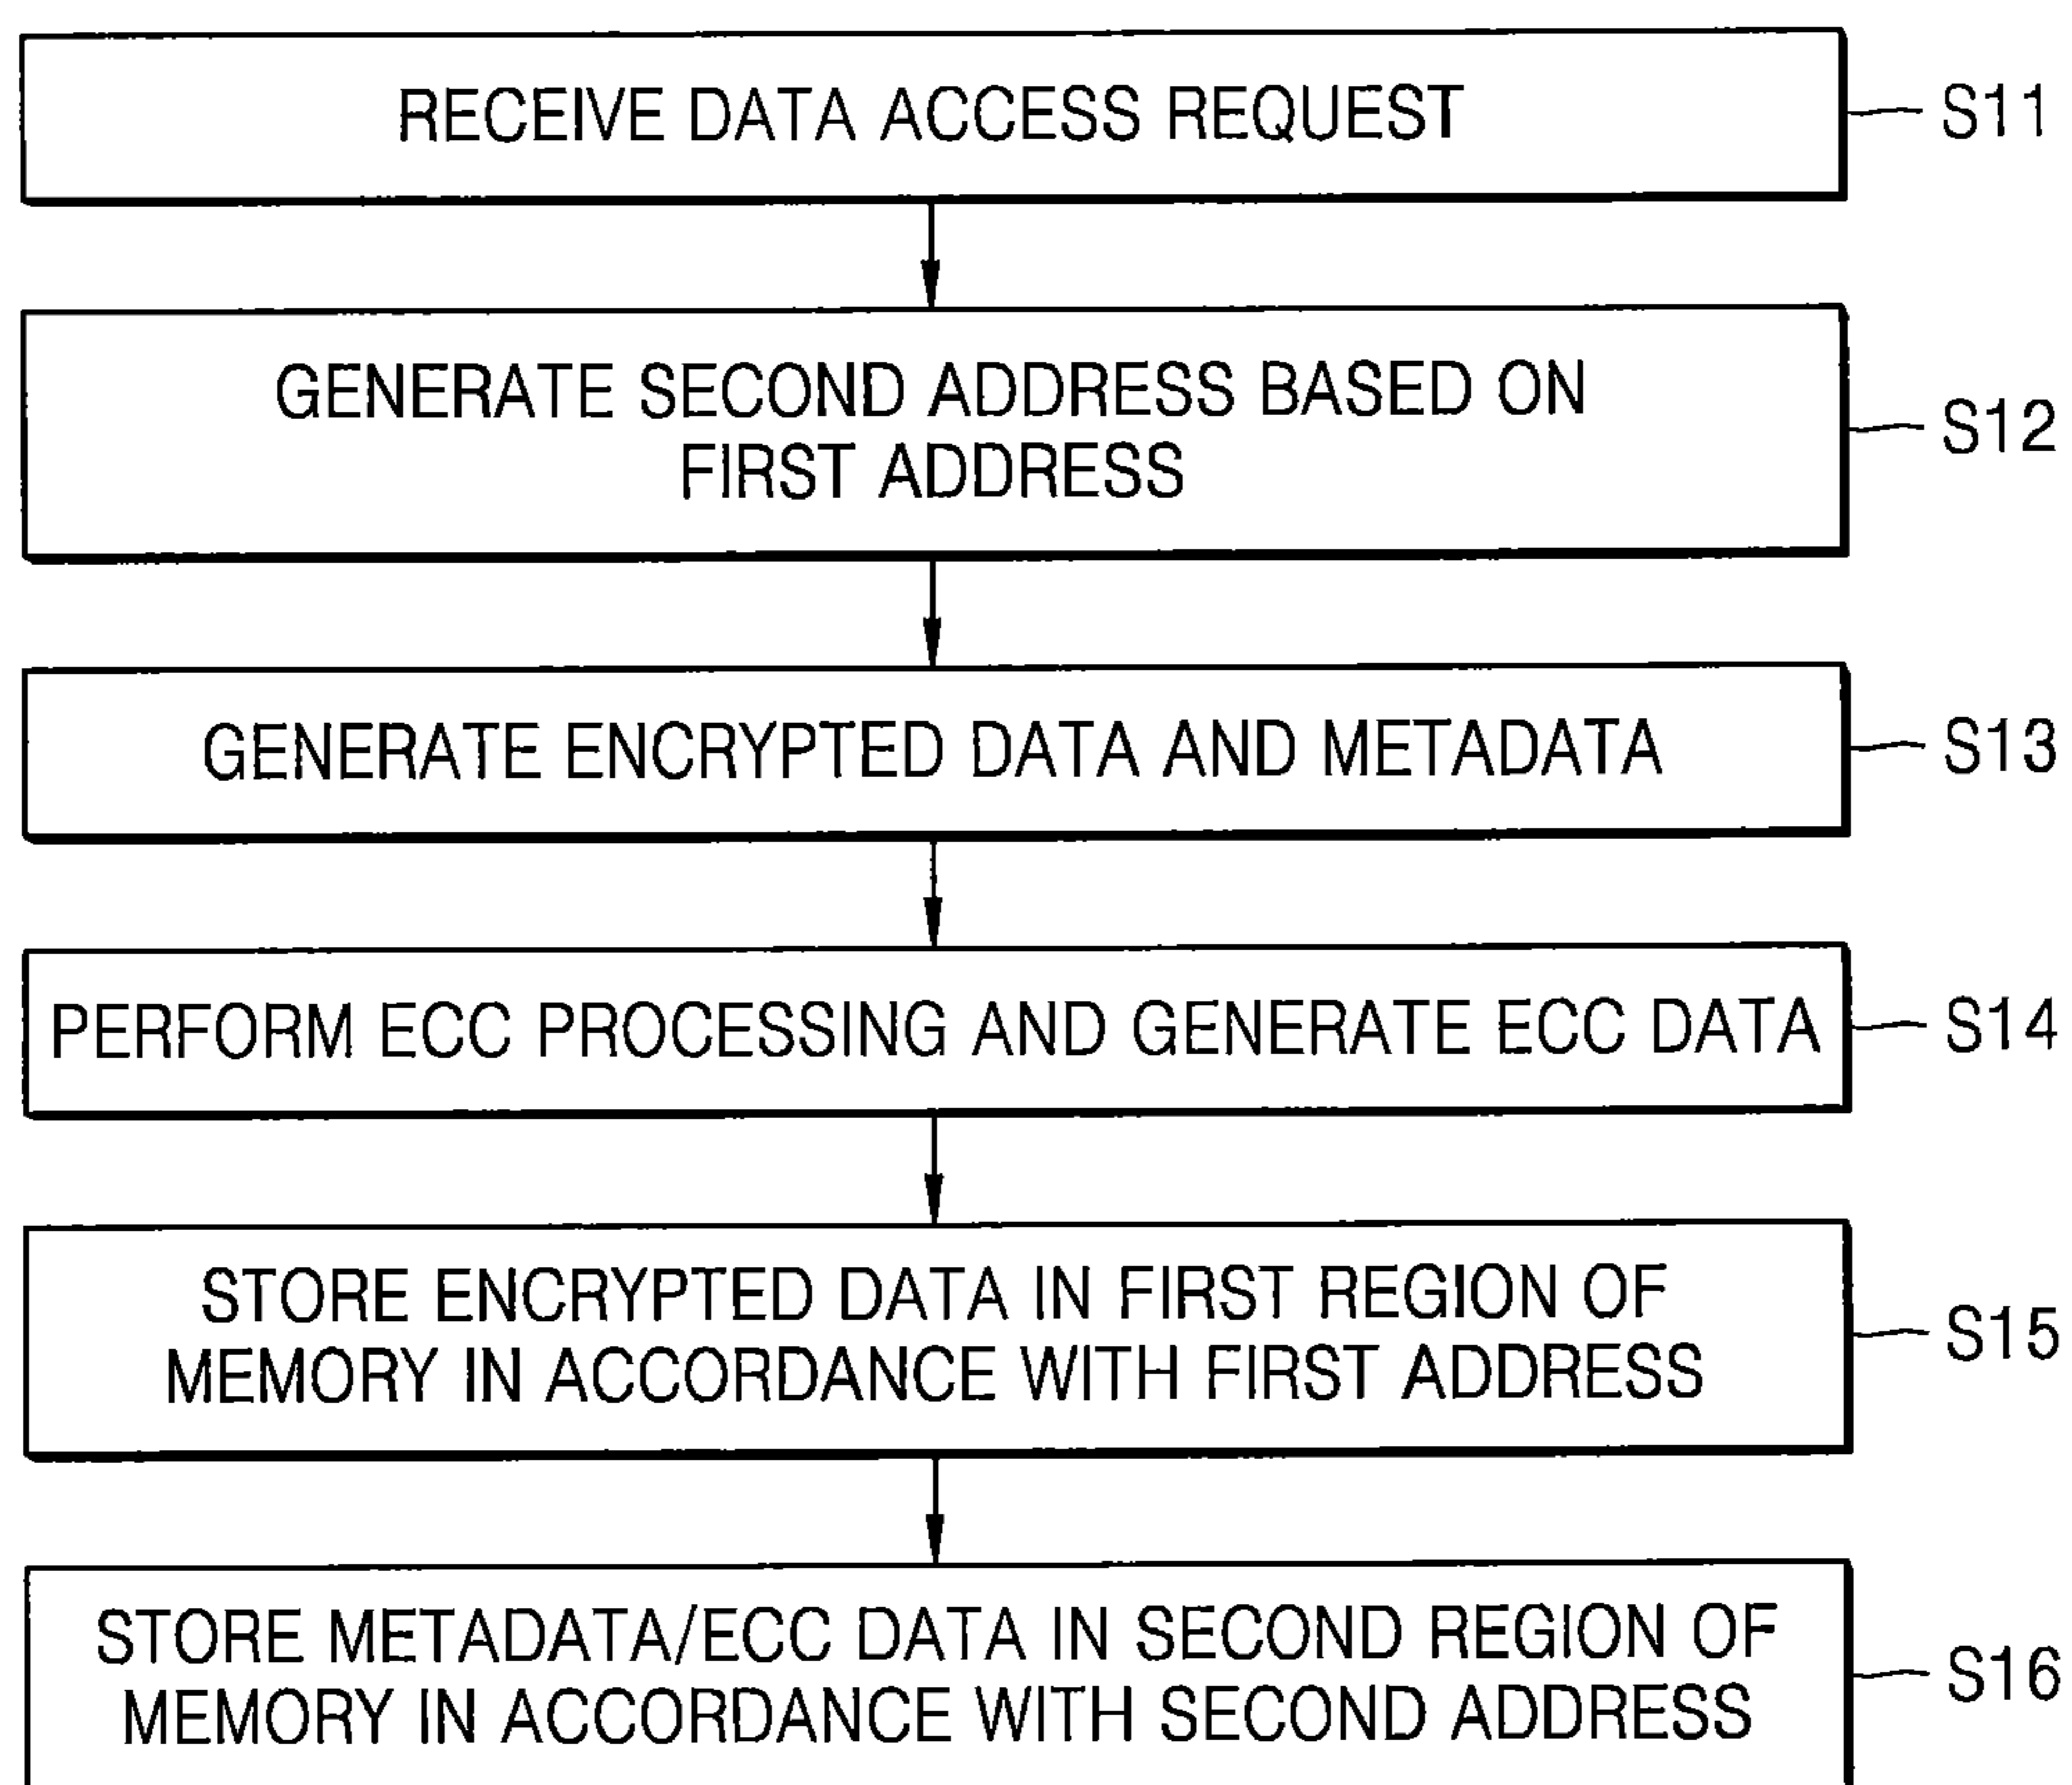 RECEIVE DATA ACCESS REQUEST
S11
GENERATE SECOND ADDRESS BASED ON
FIRST ADDRESS
S12
GENERATE ENCRYPTED DATA AND METADATA
S13
PERFORM ECC PROCESSING AND GENERATE ECC DATA
S14
STORE ENCRYPTED DATA IN FIRST REGION OF
MEMORY IN ACCORDANCE WITH FIRST ADDRESS
S15
STORE METADATA/ECC DATA IN SECOND REGION OF
MEMORY IN ACCORDANCE WITH SECOND ADDRESS
S16